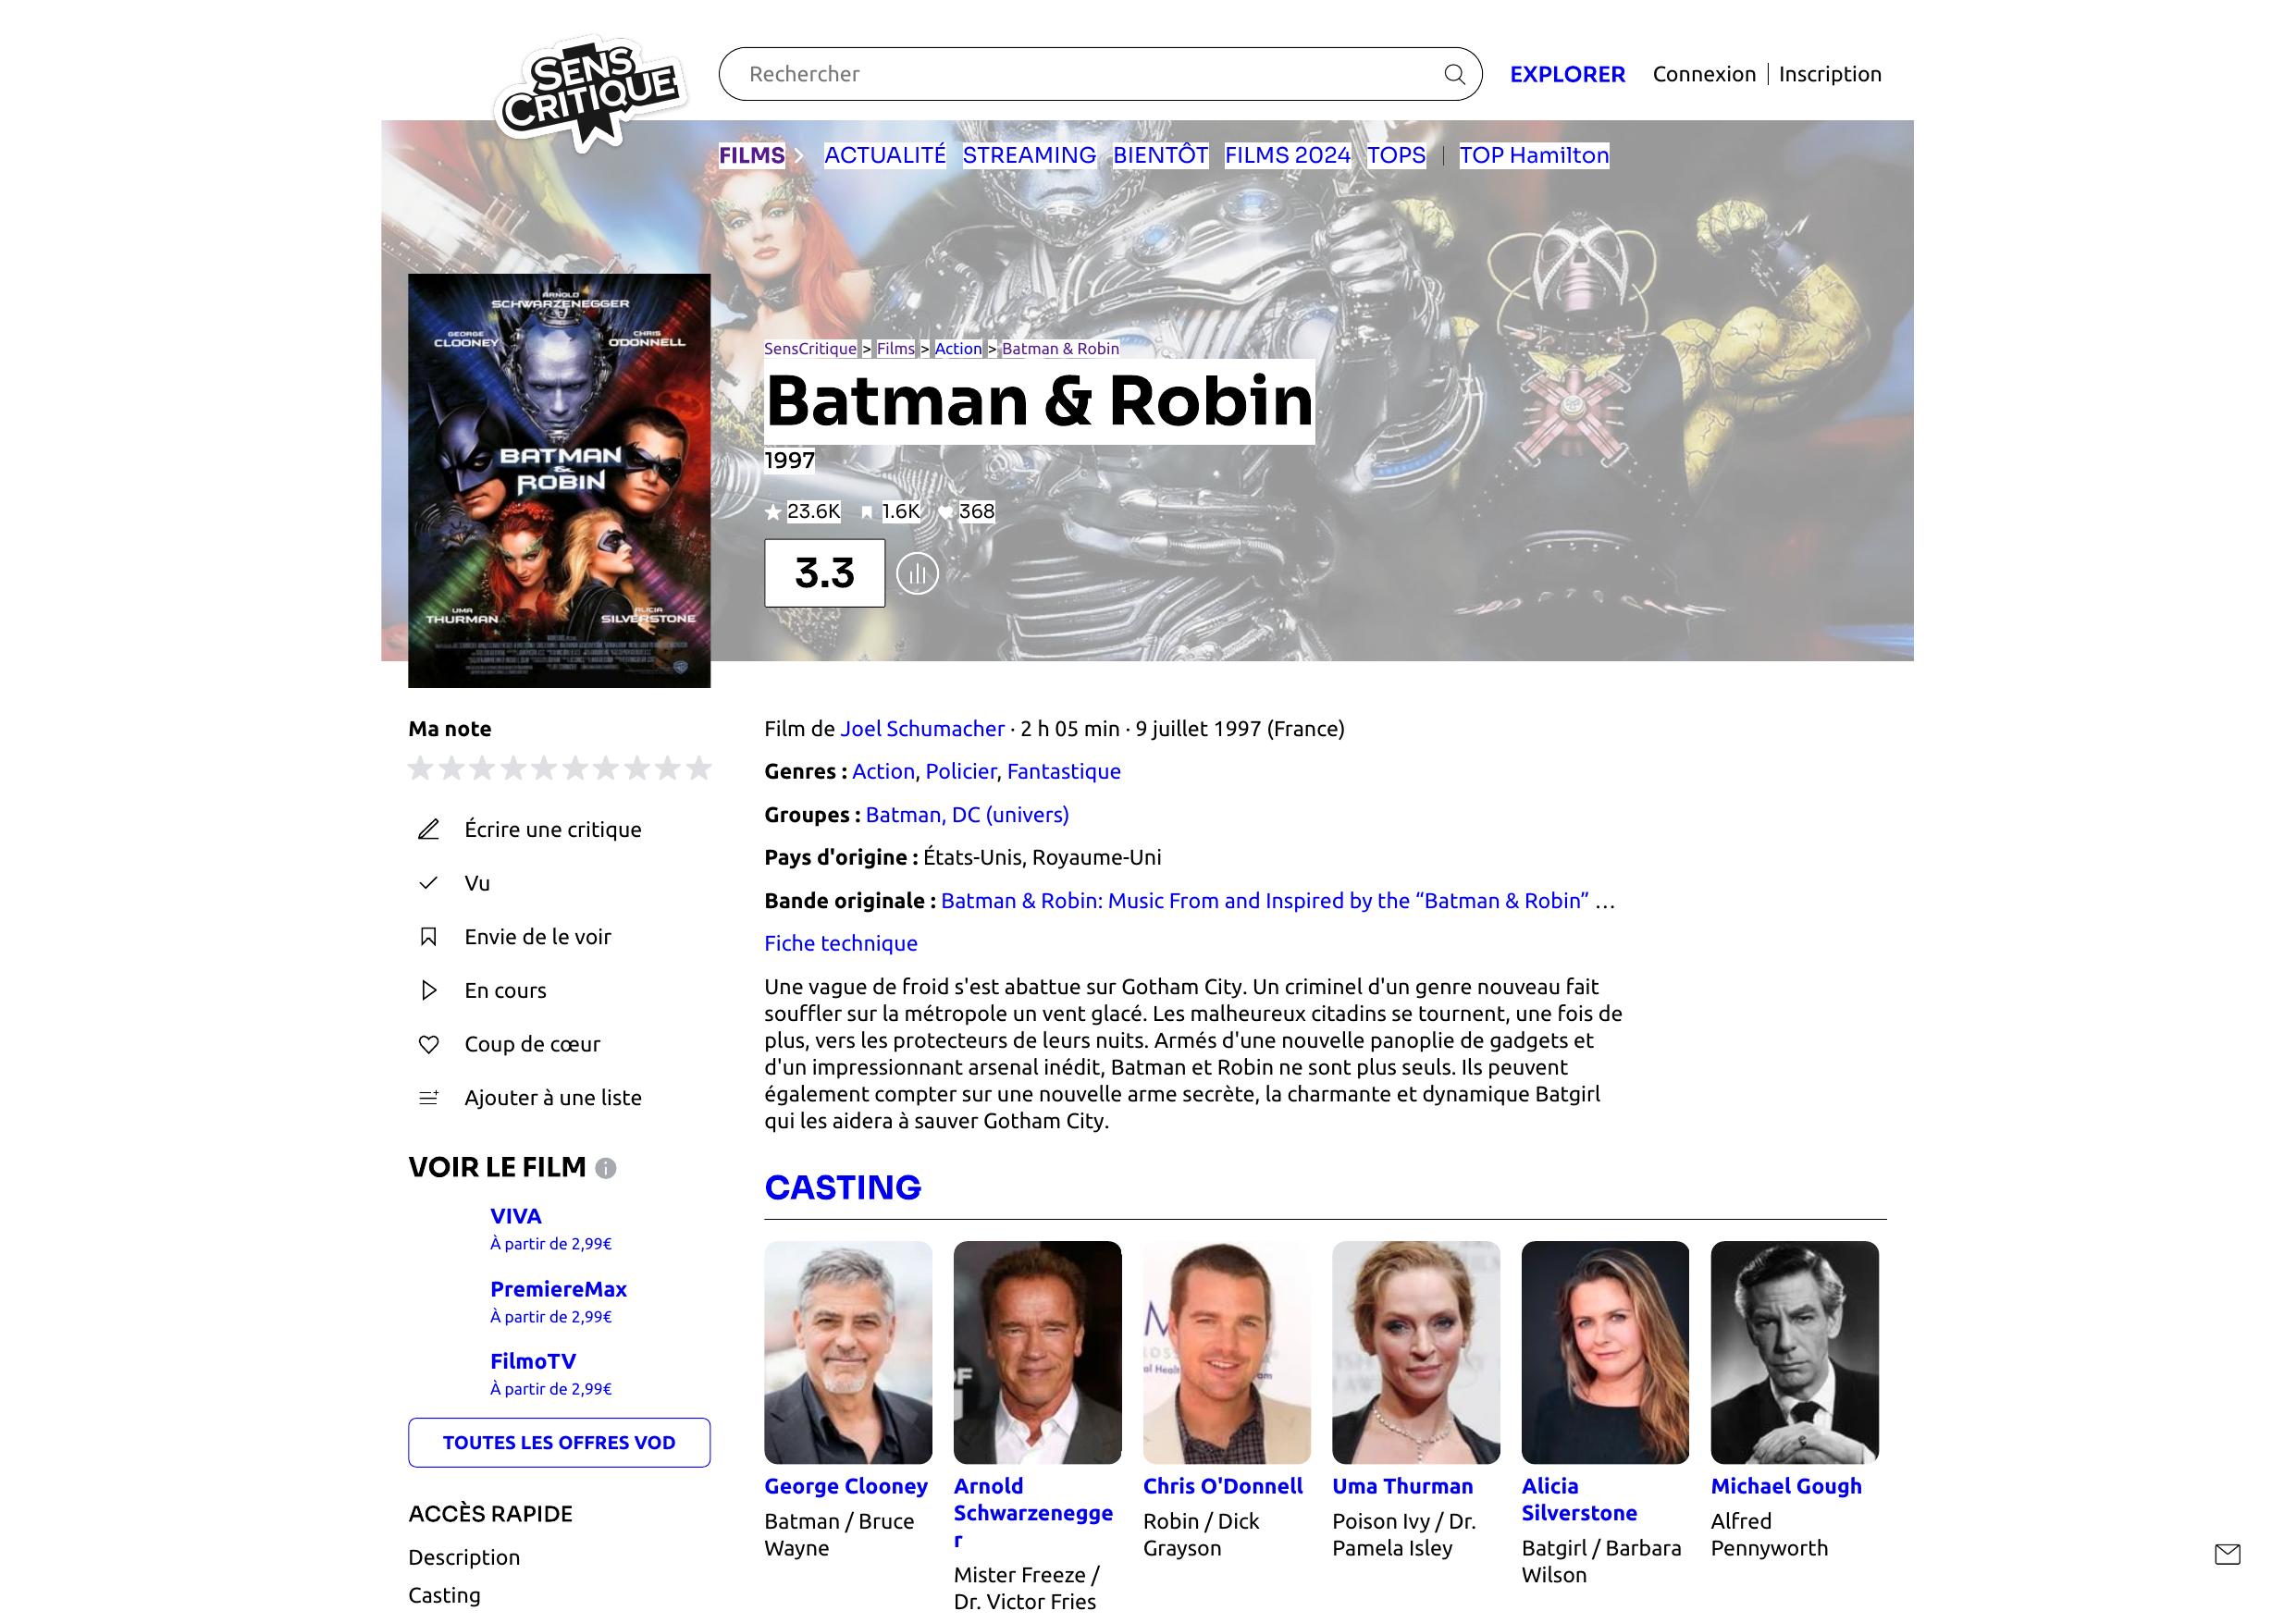 SENS
CRITIQUE
Rechercher
EXPLORER
Connexion
Inscription
FILMS
ACTUALITÉ
STREAMING
BIENTÔT
FILMS 2024
TOPS
TOP Hamilton
ARNOLD
SCHWARZENEGGER
GEORGE
CLOONEY
CHRIS
O'DONNELL
BATMAN
&
ROBIN
UMA
THURMAN
ALICIA
SILVERSTONE
SensCritique > Films > Action > Batman & Robin
Batman & Robin
1997
23.6K 1.6K 368
3.3
Ma note
Écrire une critique
Vu
Envie de le voir
En cours
Coup de cœur
Ajouter à une liste
VOIR LE FILM
VIVA
À partir de 2,99€
PremiereMax
À partir de 2,99€
FilmoTV
À partir de 2,99€
TOUTES LES OFFRES VOD
ACCÈS RAPIDE
Description
Casting
Film de Joel Schumacher · 2 h 05 min · 9 juillet 1997 (France)
Genres : Action, Policier, Fantastique
Groupes : Batman, DC (univers)
Pays d'origine : États-Unis, Royaume-Uni
Bande originale : Batman & Robin: Music From and Inspired by the “Batman & Robin” …
Fiche technique
Une vague de froid s'est abattue sur Gotham City. Un criminel d'un genre nouveau fait
souffler sur la métropole un vent glacé. Les malheureux citadins se tournent, une fois de
plus, vers les protecteurs de leurs nuits. Armés d'une nouvelle panoplie de gadgets et
d'un impressionnant arsenal inédit, Batman et Robin ne sont plus seuls. Ils peuvent
également compter sur une nouvelle arme secrète, la charmante et dynamique Batgirl
qui les aidera à sauver Gotham City.
CASTING
George Clooney
Batman / Bruce
Wayne
Arnold
Schwarzenegge
r
Mister Freeze /
Dr. Victor Fries
Chris O'Donnell
Robin / Dick
Grayson
Uma Thurman
Poison Ivy / Dr.
Pamela Isley
Alicia
Silverstone
Batgirl / Barbara
Wilson
Michael Gough
Alfred
Pennyworth